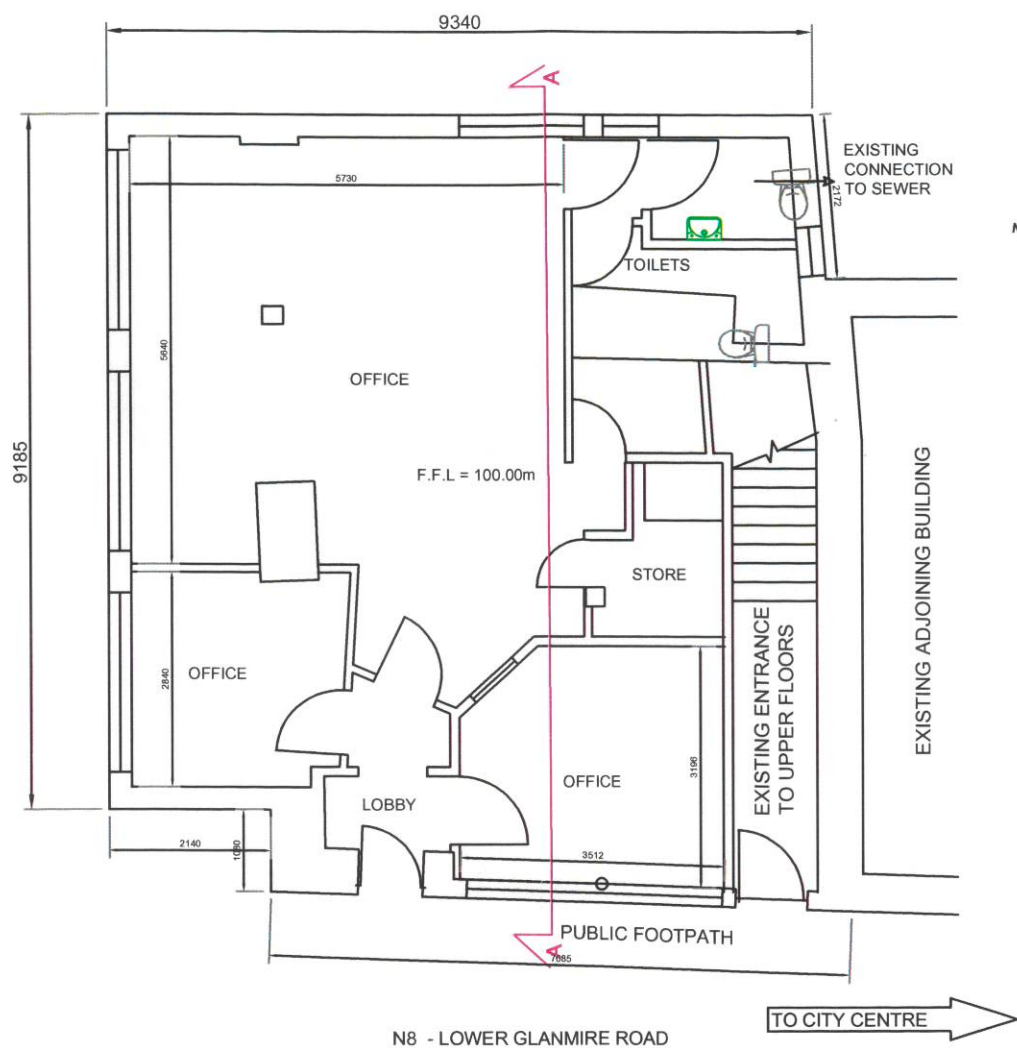 9340
A
EXISTING
CONNECTION
TO SEWER
2172
5730
TOILETS
5640
OFFICE
9185
F.F.L = 100.00m
STORE
OFFICE
2840
EXISTING ENTRANCE
TO UPPER FLOORS
EXISTING ADJOINING BUILDING
3196
OFFICE
LOBBY
2140
3512
PUBLIC FOOTPATH
A
TO CITY CENTRE
N8 - LOWER GLANMIRE ROAD